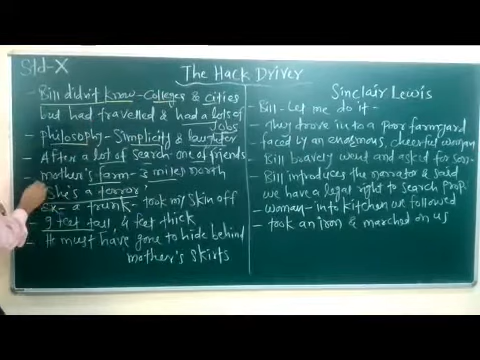 Std-X
The Hack Driver
Sinclair Lewis
- Bill didn't know - Colleges & cities
but had travelled & had a lots of
Jobs
- philosophy - Simplicity & laughter
- After a lot of search - one of friends
- mother's farm - 3 miles north
'She's a terror'
Ex - a trunk - took my skin off
- 9 feet tall, 4 feet thick
- It must have gone to hide behind
mother's skirts
- Bill - Let me do it -
- They drove into a poor farmyard
- faced by an enormous, cheerful woman
- Bill bravely went and asked for son
- Bill introduces the narrator & said
we have a legal right to search prop
- woman - into kitchen we followed
- took an iron & marched on us